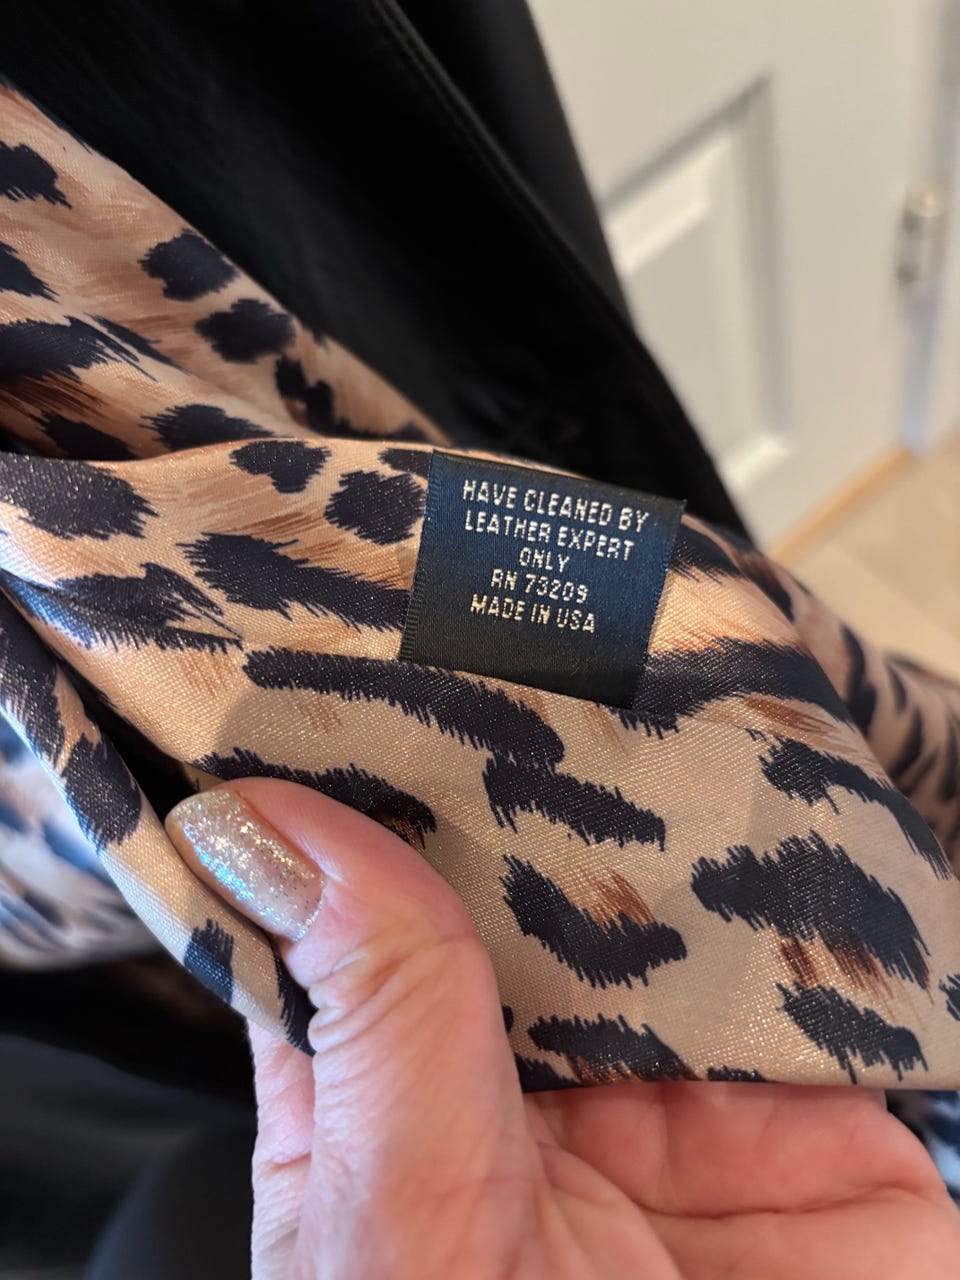 HAVE CLEANED BY
LEATHER EXPERT
ONLY
RN 73209
MADE IN USA